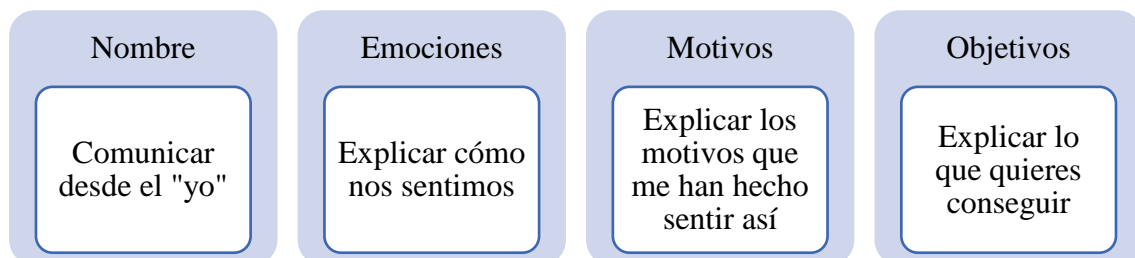 Nombre
Comunicar
desde el "yo"
Emociones
Explicar cómo
nos sentimos
Motivos
Explicar los
motivos que
me han hecho
sentir así
Objetivos
Explicar lo
que quieres
conseguir